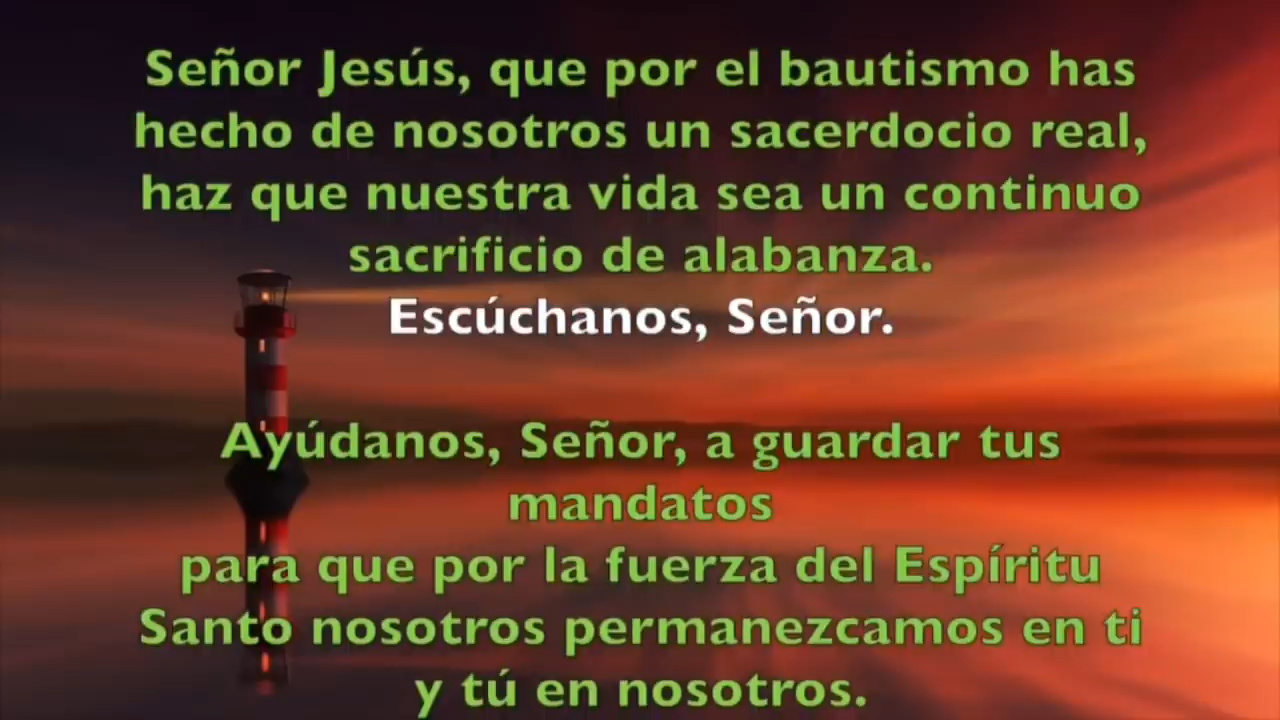 Señor Jesús, que por el bautismo has
hecho de nosotros un sacerdocio real,
haz que nuestra vida sea un continuo
sacrificio de alabanza.
Escúchanos, Señor.
Ayúdanos, Señor, a guardar tus
mandatos
para que por la fuerza del Espíritu
Santo nosotros permanezcamos en ti
y tú en nosotros.